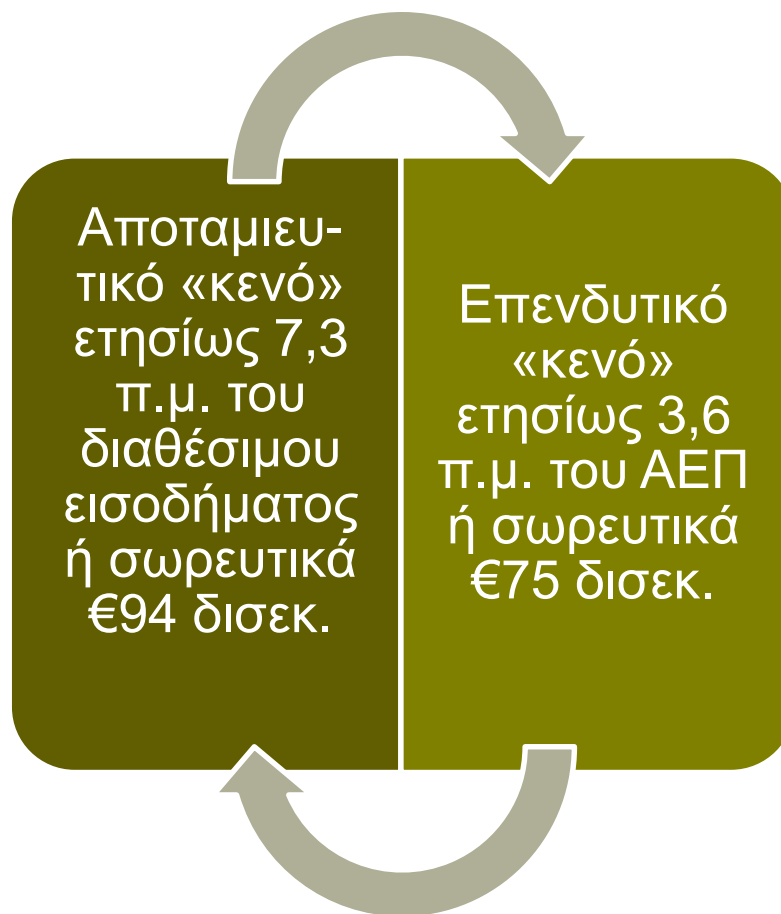 Αποταμιευ-
τικό «κενό»
ετησίως 7,3
π.μ. του
διαθέσιμου
εισοδήματος
ή σωρευτικά
€94 δισεκ.
Επενδυτικό
«κενό»
ετησίως 3,6
π.μ. του ΑΕΠ
ή σωρευτικά
€75 δισεκ.